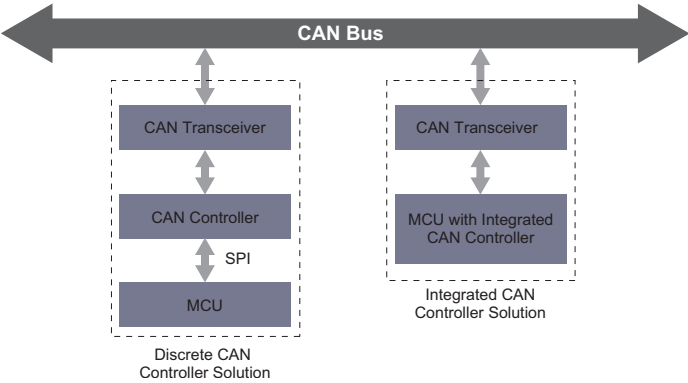 CAN Bus
CAN Transceiver
CAN Controller
SPI
MCU
Discrete CAN
Controller Solution
CAN Transceiver
MCU with Integrated
CAN Controller
Integrated CAN
Controller Solution